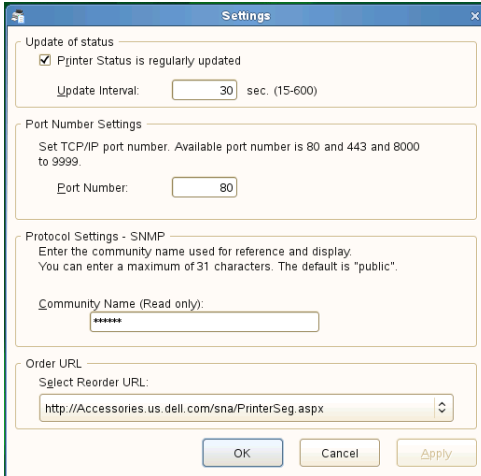 Settings
Update of status
Printer Status is regularly updated
Update Interval: 30 sec. (15-600)
Port Number Settings
Set TCP/IP port number. Available port number is 80 and 443 and 8000
to 9999.
Port Number: 80
Protocol Settings - SNMP
Enter the community name used for reference and display.
You can enter a maximum of 31 characters. The default is "public".
Community Name (Read only):
******
Order URL
Select Reorder URL:
http://Accessories.us.dell.com/sna/PrinterSeg.aspx
OK Cancel Apply